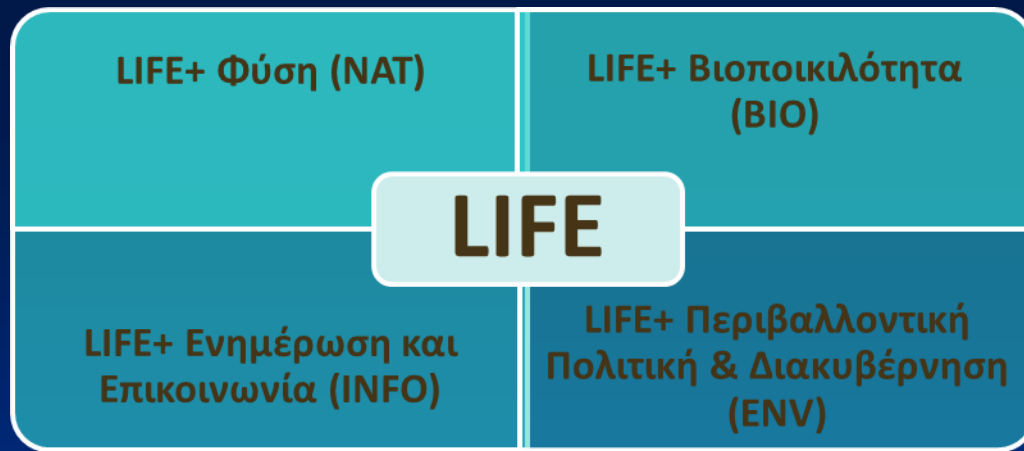 LIFE+ Φύση (NAT)
LIFE+ Βιοποικιλότητα
(BIO)
LIFE
LIFE+ Ενημέρωση και
Επικοινωνία (INFO)
LIFE+ Περιβαλλοντική
Πολιτική & Διακυβέρνηση
(ENV)